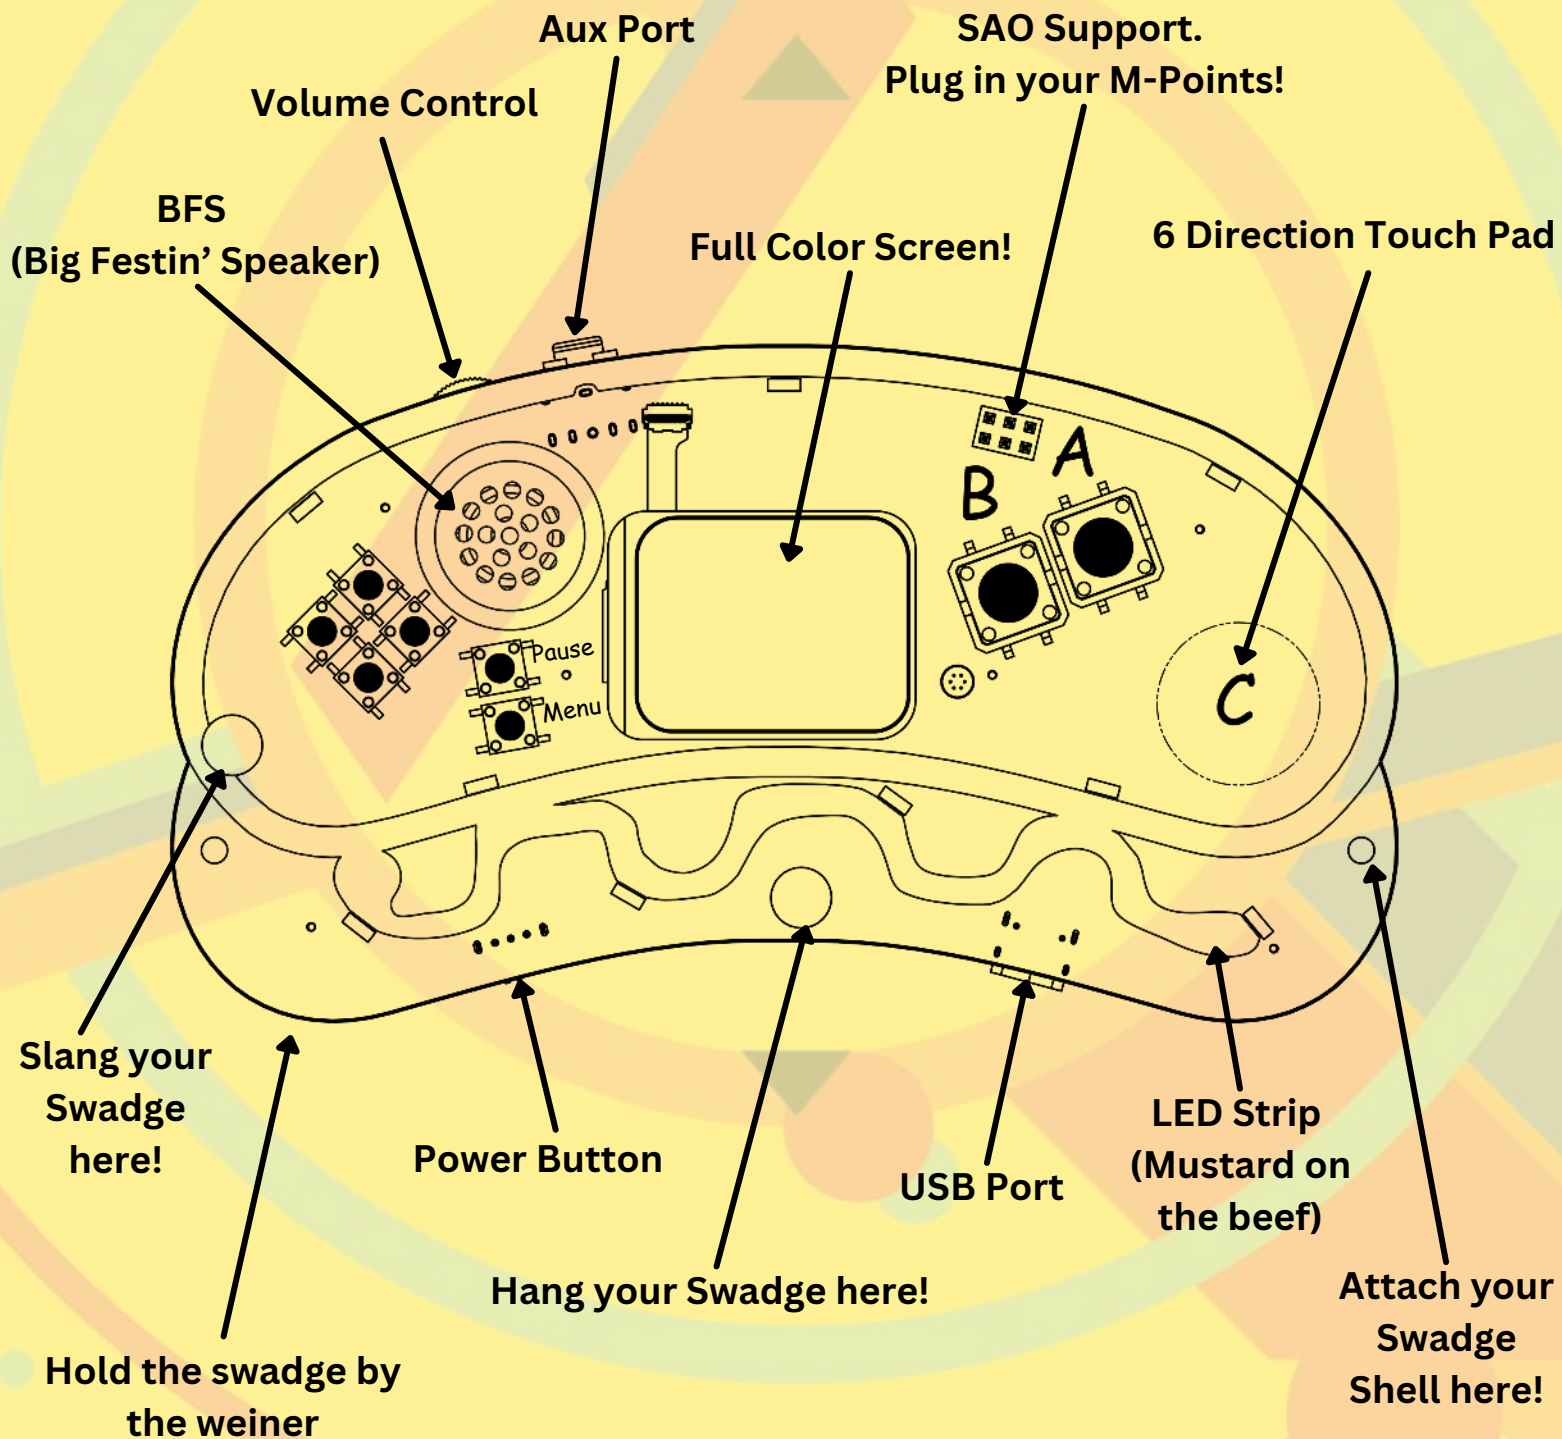 Aux Port
SAO Support.
Plug in your M-Points!
Volume Control
BFS
(Big Festin’ Speaker)
Full Color Screen!
6 Direction Touch Pad
A
B
Pause
Menu
C
Slang your
Swadge
here!
Power Button
USB Port
LED Strip
(Mustard on
the beef)
Hang your Swadge here!
Attach your
Swadge
Shell here!
Hold the swadge by
the weiner